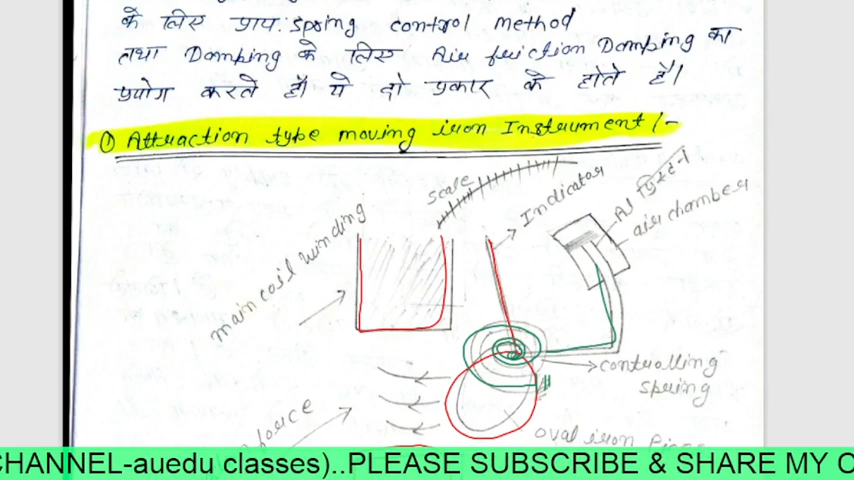 के लिए प्राय: spring control method
तथा Damping के लिए Air friction Damping का
प्रयोग करते हैं। ये दो प्रकार के होते हैं।
① Attraction type moving iron Instrument/-
scale
Indicator
Al पिस्टन
air chamber
main coil winding
controlling
spring
force
oval iron
CHANNEL-auedu classes)..PLEASE SUBSCRIBE & SHARE MY C